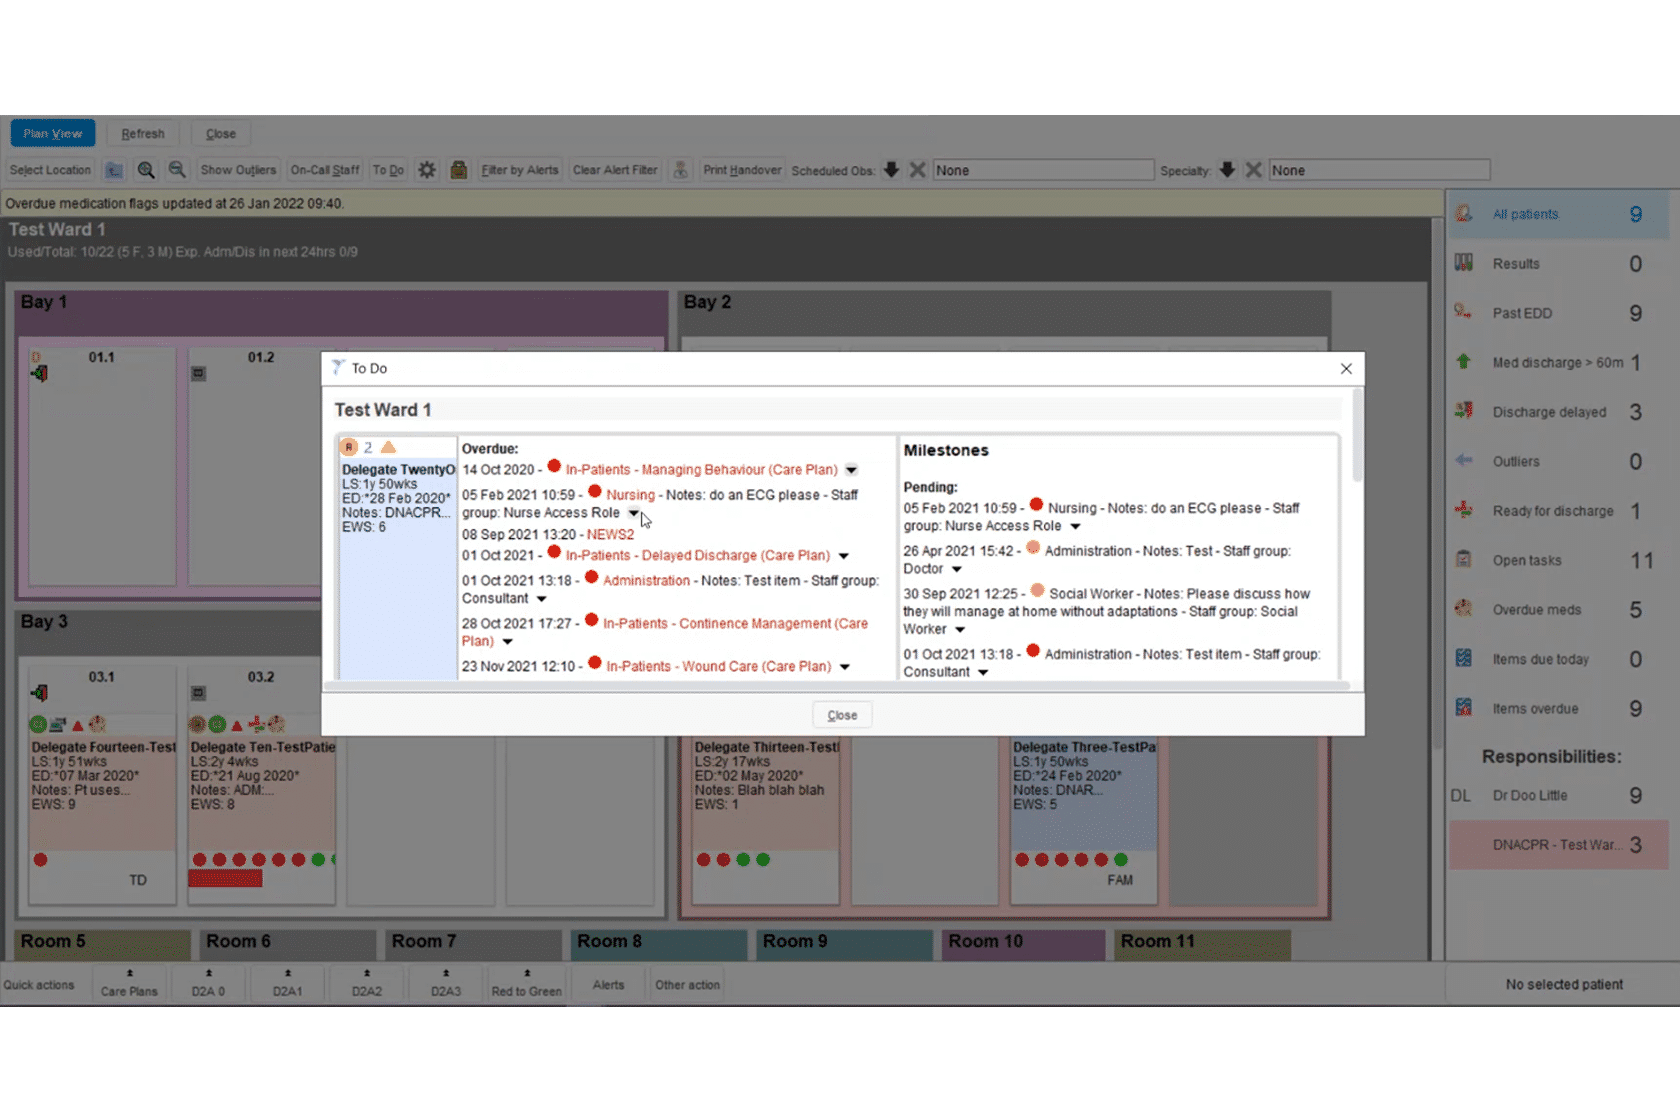 Plan View Refresh Close
Select Location Show Outliers On-Call Staff To Do Filter by Alerts Clear Alert Filter Print Handover Scheduled Obs: None Specialty: None
Overdue medication flags updated at 26 Jan 2022 09:40.
Test Ward 1
Used/Total: 10/22 (5 F, 3 M) Exp. Adm/Dis in next 24hrs 0/9
Bay 1
Bay 2
D 01.1
01.2
To Do
Test Ward 1
R 2
Delegate TwentyO
LS:1y 50wks
ED:*28 Feb 2020*
Notes: DNACPR...
EWS: 6
Overdue:
14 Oct 2020 - In-Patients - Managing Behaviour (Care Plan)
05 Feb 2021 10:59 - Nursing - Notes: do an ECG please - Staff
group: Nurse Access Role
08 Sep 2021 13:20 - NEWS2
01 Oct 2021 - In-Patients - Delayed Discharge (Care Plan)
01 Oct 2021 13:18 - Administration - Notes: Test item - Staff group:
Consultant
28 Oct 2021 17:27 - In-Patients - Continence Management (Care
Plan)
23 Nov 2021 12:10 - In-Patients - Wound Care (Care Plan)
Milestones
Pending:
05 Feb 2021 10:59 - Nursing - Notes: do an ECG please - Staff
group: Nurse Access Role
26 Apr 2021 15:42 - Administration - Notes: Test - Staff group:
Doctor
30 Sep 2021 12:25 - Social Worker - Notes: Please discuss how
they will manage at home without adaptations - Staff group: Social
Worker
01 Oct 2021 13:18 - Administration - Notes: Test item - Staff group:
Consultant
Close
Bay 3
03.1
Delegate Fourteen-Test
LS:1y 51wks
ED:*07 Mar 2020*
Notes: Pt uses...
EWS: 9
TD
03.2
Delegate Ten-TestPatie
LS:2y 4wks
ED:*21 Aug 2020*
Notes: ADM:...
EWS: 8
Delegate Thirteen-Test
LS:2y 17wks
ED:*02 May 2020*
Notes: Blah blah blah
EWS: 1
Delegate Three-TestPa
LS:1y 50wks
ED:*24 Feb 2020*
Notes: DNAR...
EWS: 5
FAM
Room 5
Room 6
Room 7
Room 8
Room 9
Room 10
Room 11
All patients 9
Results 0
Past EDD 9
Med discharge > 60m 1
Discharge delayed 3
Outliers 0
Ready for discharge 1
Open tasks 11
Overdue meds 5
Items due today 0
Items overdue 9
Responsibilities:
DL Dr Doo Little 9
DNACPR - Test War... 3
Quick actions Care Plans D2A 0 D2A1 D2A2 D2A3 Red to Green Alerts Other action
No selected patient